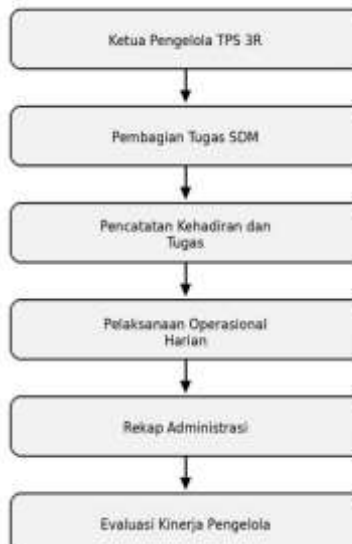 Ketua Pengelola TPS 3R
Pembagian Tugas SDM
Pencatatan Kehadiran dan
Tugas
Pelaksanaan Operasional
Harian
Rekap Administrasi
Evaluasi Kinerja Pengelola